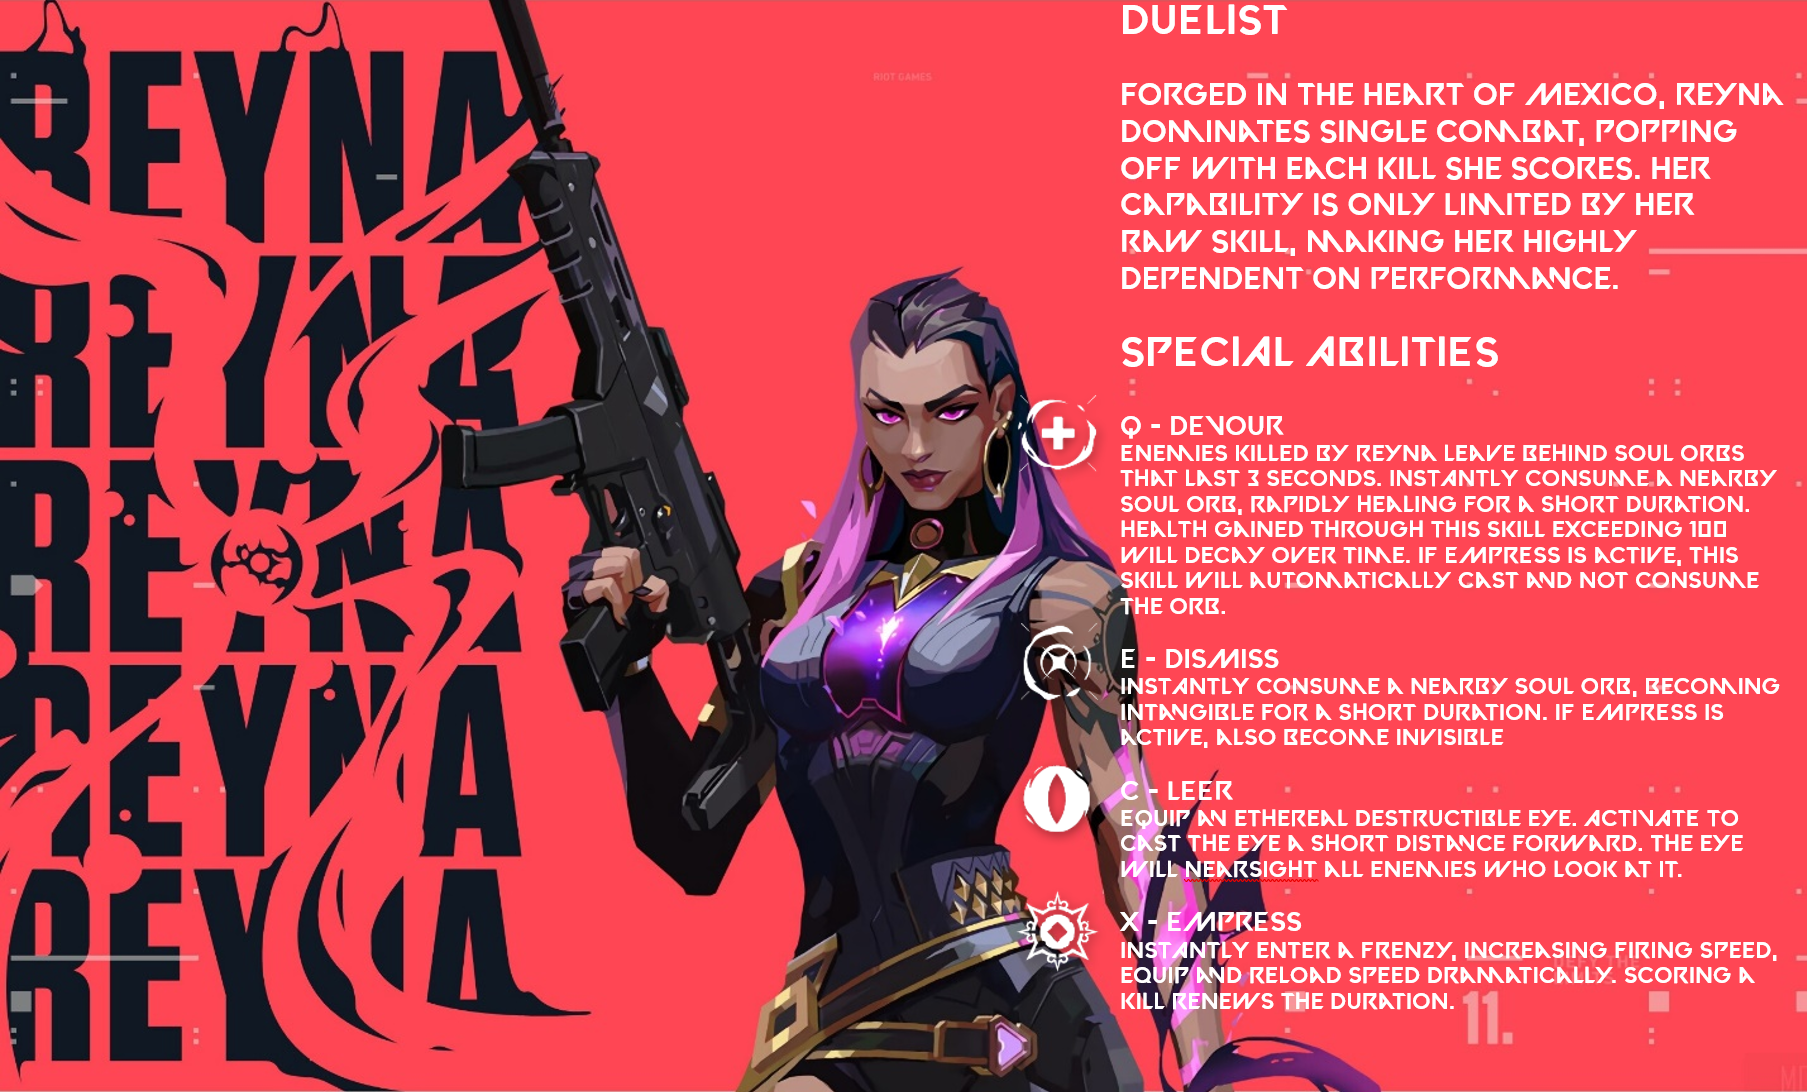 REYNA
REYNA
REYNA
REYNA
REYNA
RIOT GAMES
DUELIST
FORGED IN THE HEART OF MEXICO, REYNA
DOMINATES SINGLE COMBAT, POPPING
OFF WITH EACH KILL SHE SCORES. HER
CAPABILITY IS ONLY LIMITED BY HER
RAW SKILL, MAKING HER HIGHLY
DEPENDENT ON PERFORMANCE.
SPECIAL ABILITIES
Q - DEVOUR
ENEMIES KILLED BY REYNA LEAVE BEHIND SOUL ORBS
THAT LAST 3 SECONDS. INSTANTLY CONSUME A NEARBY
SOUL ORB, RAPIDLY HEALING FOR A SHORT DURATION.
HEALTH GAINED THROUGH THIS SKILL EXCEEDING 100
WILL DECAY OVER TIME. IF EMPRESS IS ACTIVE, THIS
SKILL WILL AUTOMATICALLY CAST AND NOT CONSUME
THE ORB.
E - DISMISS
INSTANTLY CONSUME A NEARBY SOUL ORB, BECOMING
INTANGIBLE FOR A SHORT DURATION. IF EMPRESS IS
ACTIVE, ALSO BECOME INVISIBLE
C - LEER
EQUIP AN ETHEREAL DESTRUCTIBLE EYE. ACTIVATE TO
CAST THE EYE A SHORT DISTANCE FORWARD. THE EYE
WILL NEARSIGHT ALL ENEMIES WHO LOOK AT IT.
X - EMPRESS
INSTANTLY ENTER A FRENZY, INCREASING FIRING SPEED,
EQUIP AND RELOAD SPEED DRAMATICALLY. SCORING A
KILL RENEWS THE DURATION.
11.